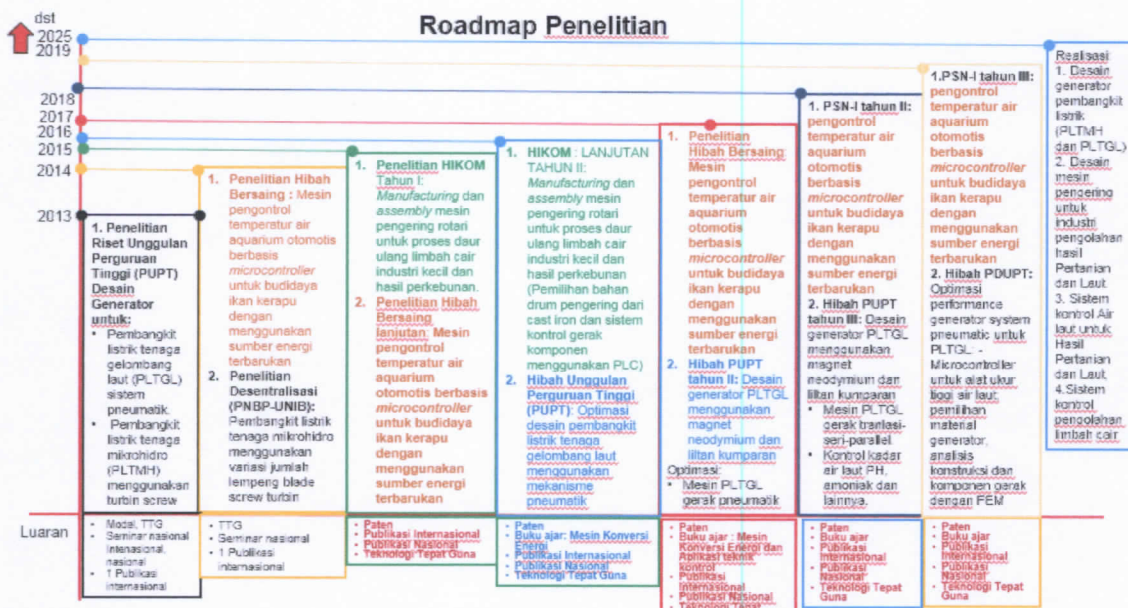 Roadmap Penelitian
dst
2025
2019
2018
2017
2016
2015
2014
2013
1. Penelitian
Riset Unggulan
Perguruan
Tinggi (PUPT)
Desain
Generator
untuk:
• Pembangkit
listrik tenaga
gelombang
laut (PLTGL)
sistem
pneumatik.
• Pembangkit
listrik tenaga
mikrohidro
(PLTMH)
menggunakan
turbin screw
1. Penelitian Hibah
Bersaing : Mesin
pengontrol
temperatur air
aquarium otomotis
berbasis
microcontroller
untuk budidaya
ikan kerapu
dengan
menggunakan
sumber energi
terbarukan
2. Penelitian
Desentralisasi
(PNBP-UNIB):
Pembangkit listrik
tenaga mikrohidro
menggunakan
variasi jumlah
lempeng blade
screw turbin
1. Penelitian HIKOM
Tahun I:
Manufacturing dan
assembly mesin
pengering rotari
untuk proses daur
ulang limbah cair
industri kecil dan
hasil perkebunan.
2. Penelitian Hibah
Bersaing
lanjutan: Mesin
pengontrol
temperatur air
aquarium
otomotis berbasis
microcontroller
untuk budidaya
ikan kerapu
dengan
menggunakan
sumber energi
terbarukan
1. HIKOM : LANJUTAN
TAHUN II:
Manufacturing dan
assembly mesin
pengering rotari
untuk proses daur
ulang limbah cair
industri kecil dan
hasil perkebunan
(Pemilihan bahan
drum pengering dari
cast iron dan sistem
kontrol gerak
komponen
menggunakan PLC)
2. Hibah Unggulan
Perguruan Tinggi
(PUPT): Optimasi
desain pembangkit
listrik tenaga
gelombang laut
menggunakan
mekanisme
pneumatik
1. Penelitian
Hibah Bersaing:
Mesin
pengontrol
temperatur air
aquarium
otomotis
berbasis
microcontroller
untuk budidaya
ikan kerapu
dengan
menggunakan
sumber energi
terbarukan
2. Hibah PUPT
tahun II: Desain
generator PLTGL
menggunakan
magnet
neodymium dan
liltan kumparan
Optimasi:
• Mesin PLTGL
gerak pneumatik
1. PSN-I tahun II:
pengontrol
temperatur air
aquarium
otomotis
berbasis
microcontroller
untuk budidaya
ikan kerapu
dengan
menggunakan
sumber energi
terbarukan
2. Hibah PUPT
tahun III: Desain
generator PLTGL
menggunakan
magnet
neodymium dan
liltan kumparan
• Mesin PLTGL
gerak tranlasi-
seri-parallel.
• Kontrol kadar
air laut PH,
amoniak dan
lainnya.
1.PSN-I tahun III:
pengontrol
temperatur air
aquarium
otomotis
berbasis
microcontroller
untuk budidaya
ikan kerapu
dengan
menggunakan
sumber energi
terbarukan
2. Hibah PDUPT:
Optimasi
performance
generator system
pneumatic untuk
PLTGL: -
Microcontroller
untuk alat ukur
tiggi air laut,
pemilihan
material
generator,
analisis
konstruksi dan
komponen gerak
dengan FEM
Realisasi:
1. Desain
generator
pembangkit
listrik
(PLTMH
dan PLTGL)
2. Desain
mesin
pengering
untuk
industri
pengolahan
hasil
Pertanian
dan Laut.
3. Sistem
kontrol Air
laut untuk
Hasil
Pertanian
dan Laut,
4.Sistem
kontrol
pengolahan
limbah cair
Luaran
• Modal, TTG
• Seminar nasional
Intenasional,
nasional
• 1 Publikasi
internasional
• TTG
• Seminar nasional
• 1 Publikasi
internasional
• Paten
• Publikasi Internasional
• Publikasi Nasional
• Teknologi Tepat Guna
• Paten
• Buku ajar: Mesin Konversi
Energi
• Publikasi Internasional
• Publikasi Nasional
• Teknologi Tepat Guna
• Paten
• Buku ajar : Mesin
Konversi Energi dan
Aplikasi teknik
kontrol
• Publikasi
Internasional
• Publikasi Nasional
• Teknologi Tepat
• Paten
• Buku ajar
• Publikasi
Internasional
• Publikasi
Nasional
• Teknologi Tepat
Guna
• Paten
• Buku ajar
• Publikasi
Internasional
• Publikasi
Nasional
• Teknologi Tepat
Guna